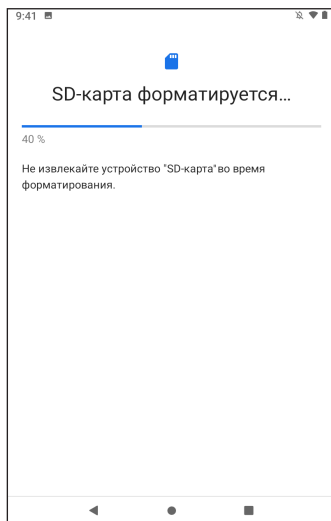 9:41
SD-карта форматируется…
40 %
Не извлекайте устройство "SD-карта"во время
форматирования.